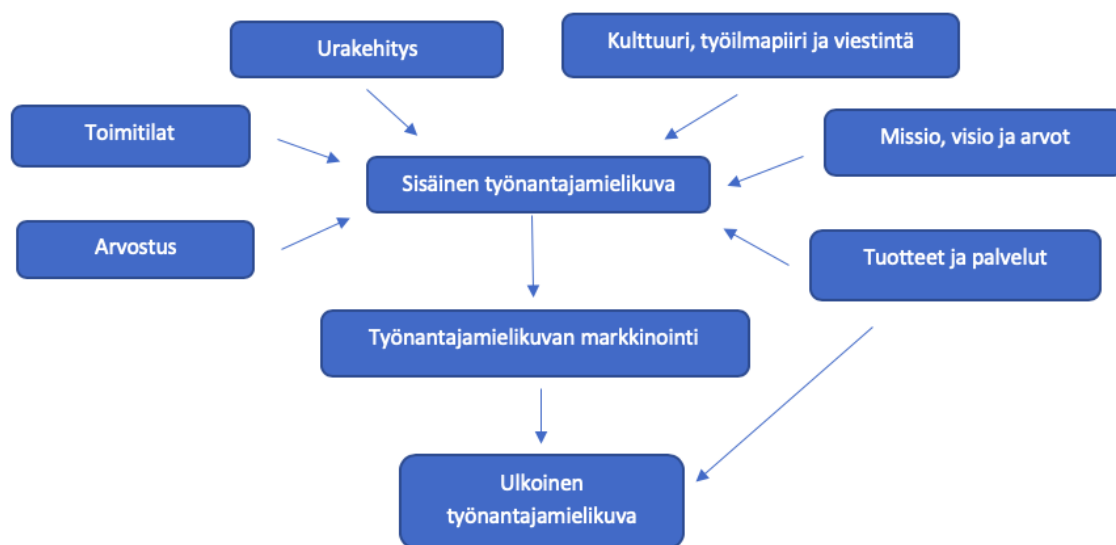 Urakehitys
Kulttuuri, työilmapiiri ja viestintä
Toimitilat
Missio, visio ja arvot
Sisäinen työnantajamielikuva
Arvostus
Tuotteet ja palvelut
Työnantajamielikuvan markkinointi
Ulkoinen
työnantajamielikuva